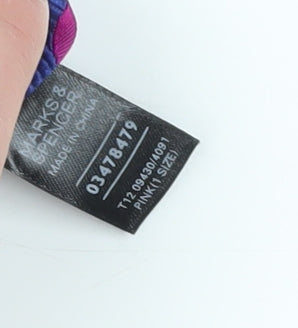 MARKS &
SPENCER
MADE IN CHINA
03478479
T12 09430/4091
PINK(1 SIZE)